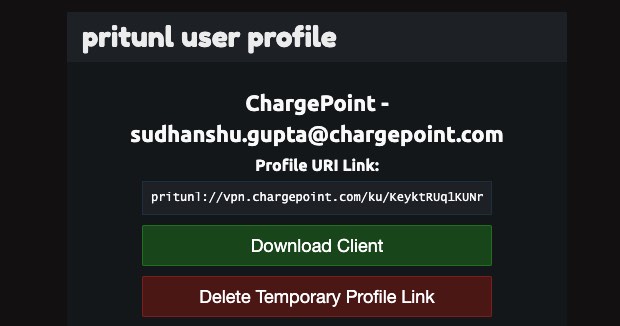 pritunl user profile
ChargePoint -
sudhanshu.gupta@chargepoint.com
Profile URI Link:
pritunl://vpn.chargepoint.com/ku/KeyktRUqlKUNr
Download Client
Delete Temporary Profile Link